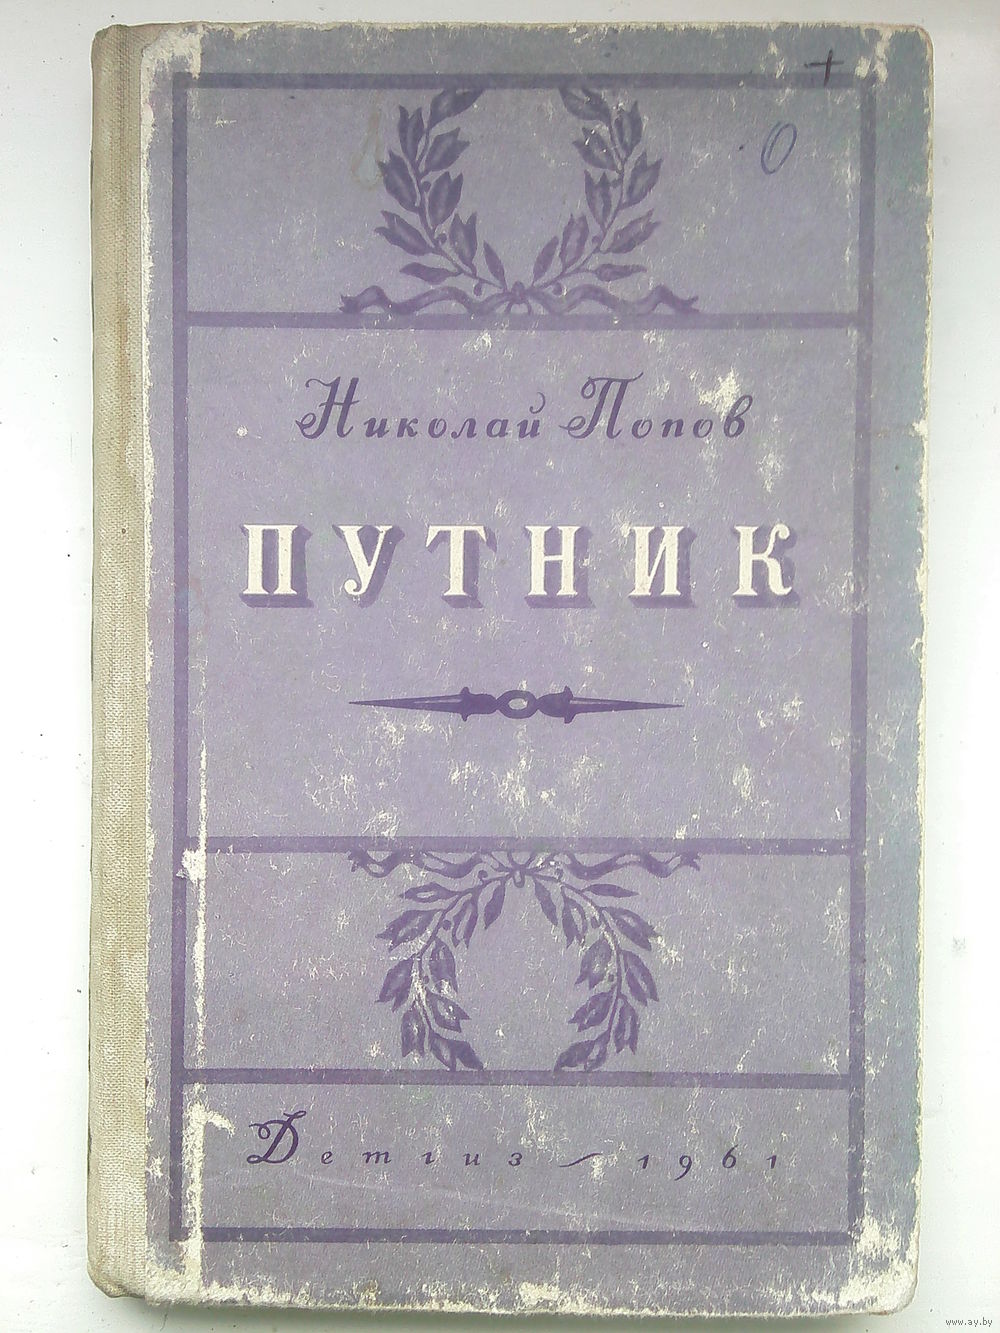 +
О
Николай Попов
ПУТНИК
Детгиз — 1961
www.ay.by